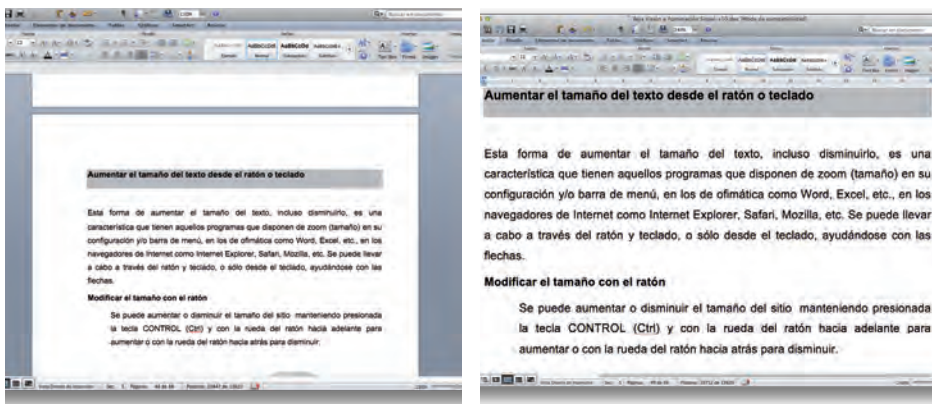 Aumentar el tamaño del texto desde el ratón o teclado
Esta forma de aumentar el tamaño del texto, incluso disminuirlo, es una
característica que tienen aquellos programas que disponen de zoom (tamaño) en su
configuración y/o barra de menú, en los de ofimática como Word, Excel, etc., en los
navegadores de Internet como Internet Explorer, Safari, Mozilla, etc. Se puede llevar
a cabo a través del ratón y teclado, o sólo desde el teclado, ayudándose con las
flechas.
Modificar el tamaño con el ratón
Se puede aumentar o disminuir el tamaño del sitio manteniendo presionada
la tecla CONTROL (Ctrl) y con la rueda del ratón hacia adelante para
aumentar o con la rueda del ratón hacia atrás para disminuir.
Aumentar el tamaño del texto desde el ratón o teclado
Esta forma de aumentar el tamaño del texto, incluso disminuirlo, es una
característica que tienen aquellos programas que disponen de zoom (tamaño) en su
configuración y/o barra de menú, en los de ofimática como Word, Excel, etc., en los
navegadores de Internet como Internet Explorer, Safari, Mozilla, etc. Se puede llevar
a cabo a través del ratón y teclado, o sólo desde el teclado, ayudándose con las
flechas.
Modificar el tamaño con el ratón
Se puede aumentar o disminuir el tamaño del sitio manteniendo presionada
la tecla CONTROL (Ctrl) y con la rueda del ratón hacia adelante para
aumentar o con la rueda del ratón hacia atrás para disminuir.